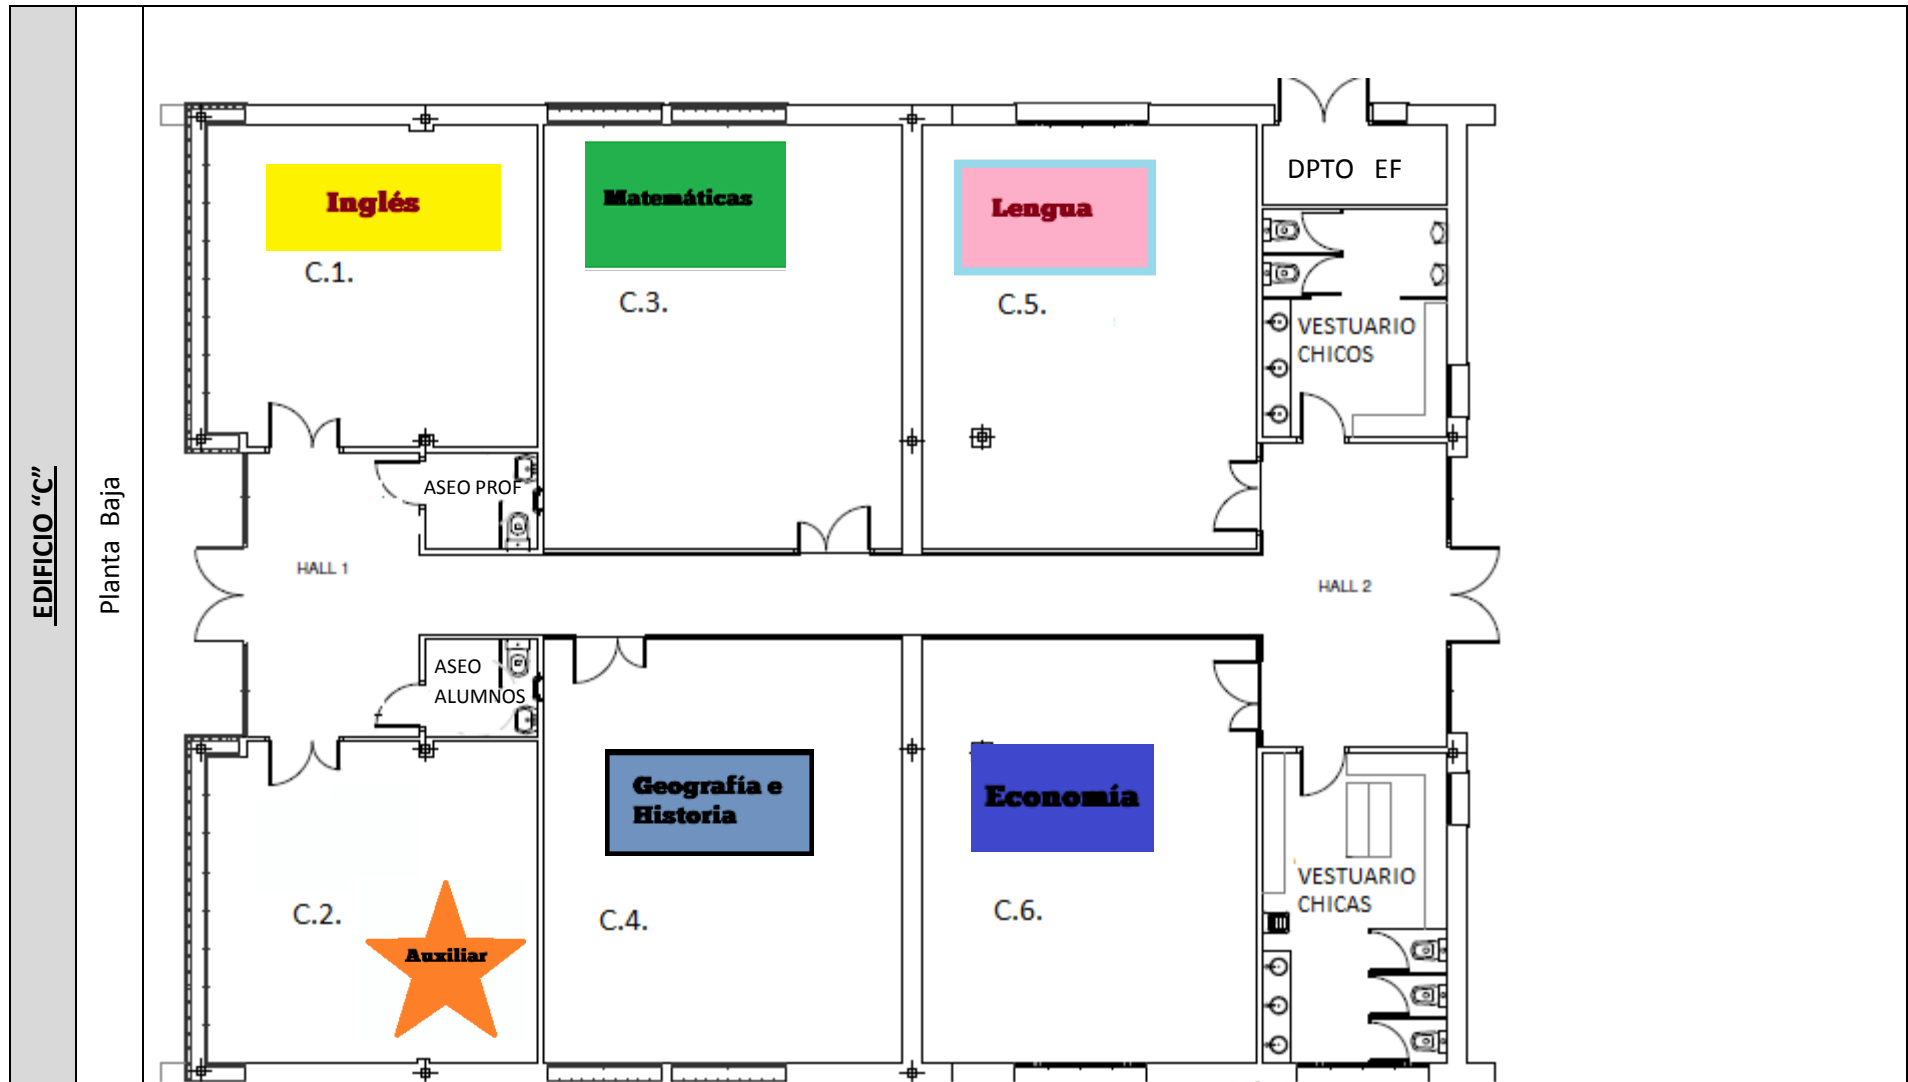 EDIFICIO “C”
Planta Baja
Inglés
C.1.
Matemáticas
C.3.
Lengua
C.5.
DPTO EF
VESTUARIO
CHICOS
ASEO PROF
HALL 1
HALL 2
ASEO
ALUMNOS
C.2.
Auxiliar
Geografía e
Historia
C.4.
Economía
C.6.
VESTUARIO
CHICAS